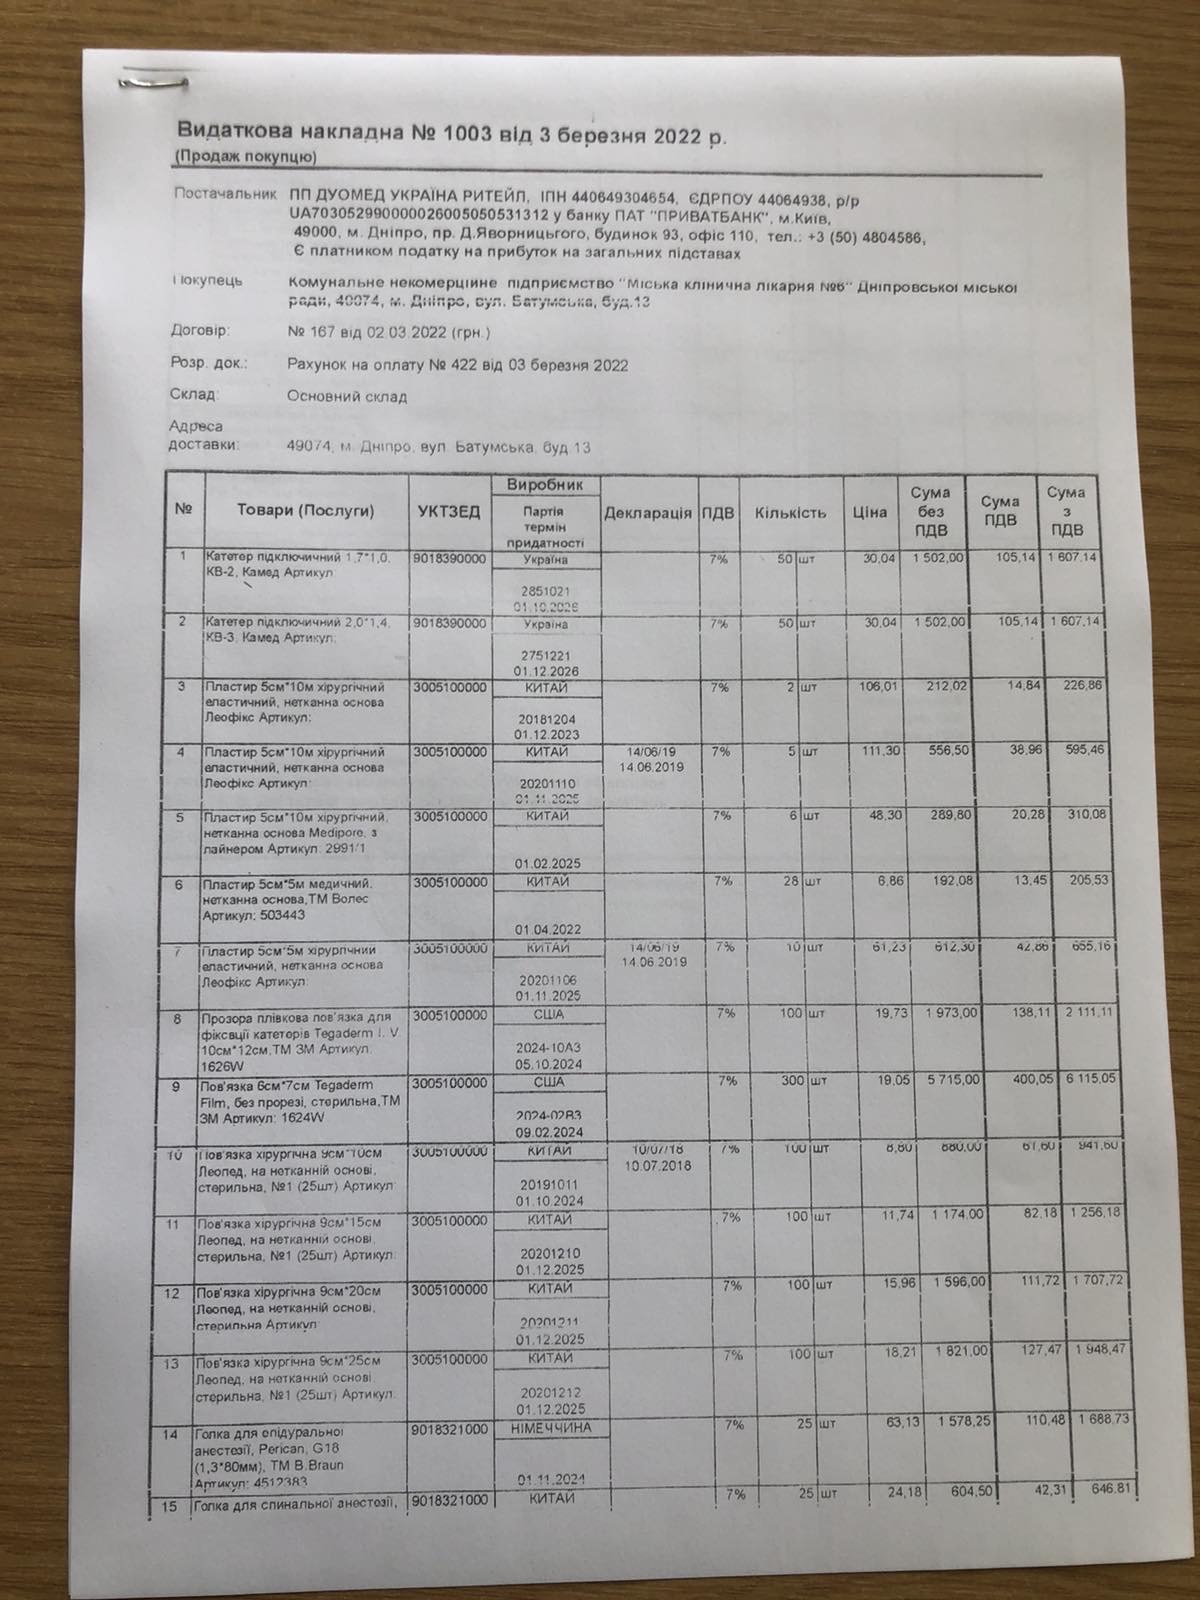 Видаткова накладна № 1003 від 3 березня 2022 р.
(Продаж покупцю)
Постачальник ПП ДУОМЕД УКРАЇНА РИТЕЙЛ, ІПН 440649304654, ЄДРПОУ 44064938, р/р
UA703052990000026005050531312 у банку ПАТ "ПРИВАТБАНК", м.Київ,
49000, м. Дніпро, пр. Д.Яворницького, будинок 93, офіс 110, тел.: +3 (50) 4804586,
Є платником податку на прибуток на загальних підставах
Покупець Комунальне некомерційне підприємство "Міська клінична лікарня №6" Дніпровської міської
ради, 49074, м. Дніпро, вул. Батумська, буд.13
Договір: № 167 від 02.03.2022 (грн.)
Розр. док.: Рахунок на оплату № 422 від 03 березня 2022
Склад: Основний склад
Адреса
доставки: 49074, м. Дніпро, вул. Батумська, буд.13
№ Товари (Послуги) УКТЗЕД Виробник Партія термін придатності Декларація ПДВ Кількість Ціна Сума без ПДВ Сума ПДВ Сума з ПДВ
1 Катетер підключичний 1,7*1,0, 9018390000 Україна 7% 50 шт 30,04 1 502,00 105,14 1 607,14
КВ-2, Камед Артикул:
2851021
01.10.2026
2 Катетер підключичний 2,0*1,4, 9018390000 Україна 7% 50 шт 30,04 1 502,00 105,14 1 607,14
КВ-3, Камед Артикул:
2751221
01.12.2026
3 Пластир 5см*10м хірургічний 3005100000 КИТАЙ 7% 2 шт 106,01 212,02 14,84 226,86
еластичний, нетканна основа
Леофікс Артикул: 20181204
01.12.2023
4 Пластир 5см*10м хірургічний 3005100000 КИТАЙ 14/06/19 7% 5 шт 111,30 556,50 38,96 595,46
еластичний, нетканна основа 14.06.2019
Леофікс Артикул: 20201110
01.11.2025
5 Пластир 5см*10м хірургічний, 3005100000 КИТАЙ 7% 6 шт 48,30 289,80 20,28 310,08
нетканна основа Medipore, з
лайнером Артикул: 2991/1
01.02.2025
6 Пластир 5см*5м медичний, 3005100000 КИТАЙ 7% 28 шт 6,86 192,08 13,45 205,53
нетканна основа,ТМ Волес
Артикул: 503443
01.04.2022
7 Пластир 5см*5м хірургічний 3005100000 КИТАЙ 14/06/19 7% 10 шт 61,23 612,30 42,86 655,16
еластичний, нетканна основа 14.06.2019
Леофікс Артикул: 20201106
01.11.2025
8 Прозора плівкова пов'язка для 3005100000 США 7% 100 шт 19,73 1 973,00 138,11 2 111,11
фіксації катеторів Tegaderm I. V.
10см*12см,ТМ 3М Артикул: 2024-10АЗ
1626W 05.10.2024
9 Пов'язка 6см*7см Tegaderm 3005100000 США 7% 300 шт 19,05 5 715,00 400,05 6 115,05
Film, без прорезі, сторильна,ТМ
3М Артикул: 1624W 2024-02ВЗ
09.02.2024
10 Пов'язка хірургічна 9см*10см 3005100000 КИТАЙ 10/07/18 7% 100 шт 8,80 880,00 61,60 941,60
Леопед, на нетканній основі, 10.07.2018
стерильна, №1 (25шт) Артикул: 20191011
01.10.2024
11 Пов'язка хірургічна 9см*15см 3005100000 КИТАЙ 7% 100 шт 11,74 1 174,00 82,18 1 256,18
Леопед, на нетканній основі,
стерильна, №1 (25шт) Артикул: 20201210
01.12.2025
12 Пов'язка хірургічна 9см*20см 3005100000 КИТАЙ 7% 100 шт 15,96 1 596,00 111,72 1 707,72
Леопед, на нетканній основі,
стерильна Артикул: 20201211
01.12.2025
13 Пов'язка хірургічна 9см*25см 3005100000 КИТАЙ 7% 100 шт 18,21 1 821,00 127,47 1 948,47
Леопед, на нетканній основі,
стерильна, №1 (25шт) Артикул: 20201212
01.12.2025
14 Голка для епідуральної 9018321000 НІМЕЧЧИНА 7% 25 шт 63,13 1 578,25 110,48 1 688,73
анестезії, Perican, G18
(1,3*80мм), ТМ B.Braun
Артикул: 4512383 01.11.2024
15 Голка для спинальної анестезії, 9018321000 КИТАЙ 7% 25 шт 24,18 604,50 42,31 646,81